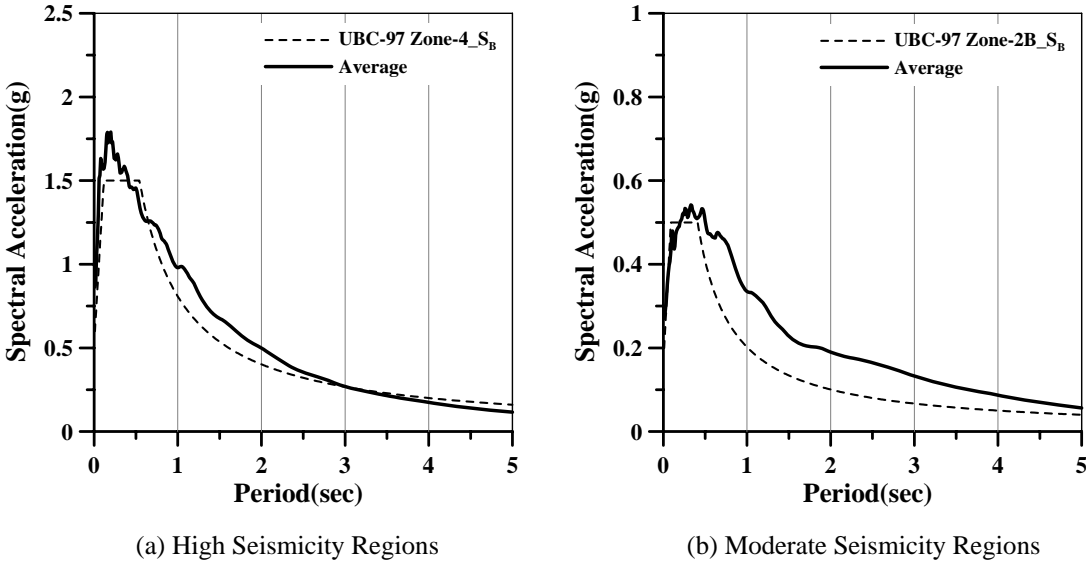 2.5
2
1.5
1
0.5
0
Spectral Acceleration(g)
UBC-97 Zone-4_S_B
Average
0 1 2 3 4 5
Period(sec)
(a) High Seismicity Regions
1
0.8
0.6
0.4
0.2
0
Spectral Acceleration(g)
UBC-97 Zone-2B_S_B
Average
0 1 2 3 4 5
Period(sec)
(b) Moderate Seismicity Regions